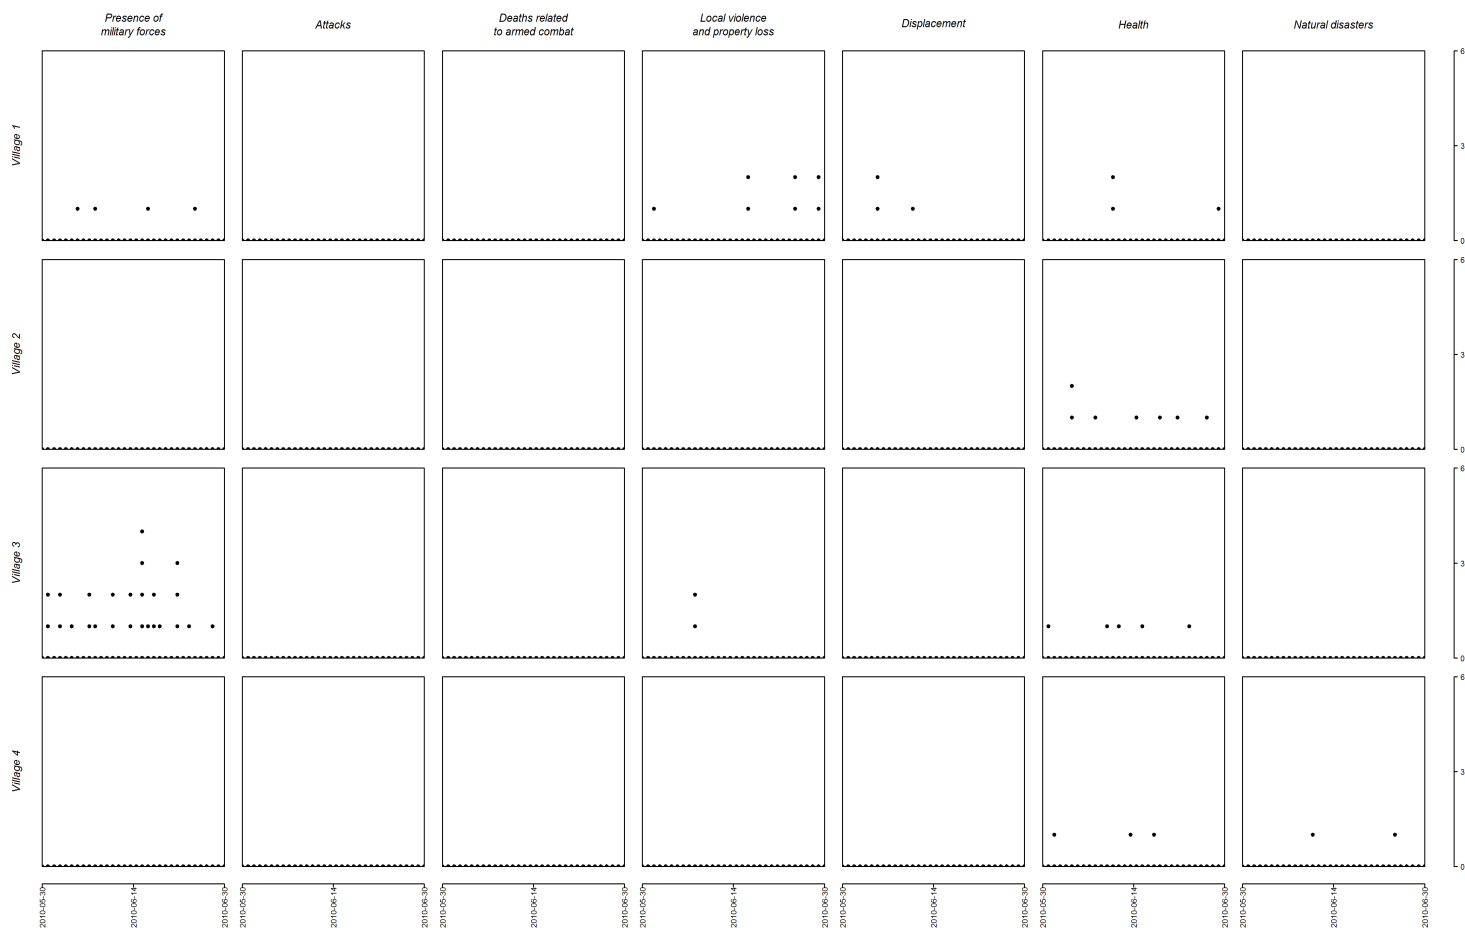 Presence of
military forces
Attacks
Deaths related
to armed combat
Local violence
and property loss
Displacement
Health
Natural disasters
Village 1
6
3
0
Village 2
6
3
0
Village 3
6
3
0
Village 4
6
3
0
2010-05-30
2010-06-14
2010-06-30
2010-05-30
2010-06-14
2010-06-30
2010-05-30
2010-06-14
2010-06-30
2010-05-30
2010-06-14
2010-06-30
2010-05-30
2010-06-14
2010-06-30
2010-05-30
2010-06-14
2010-06-30
2010-05-30
2010-06-14
2010-06-30